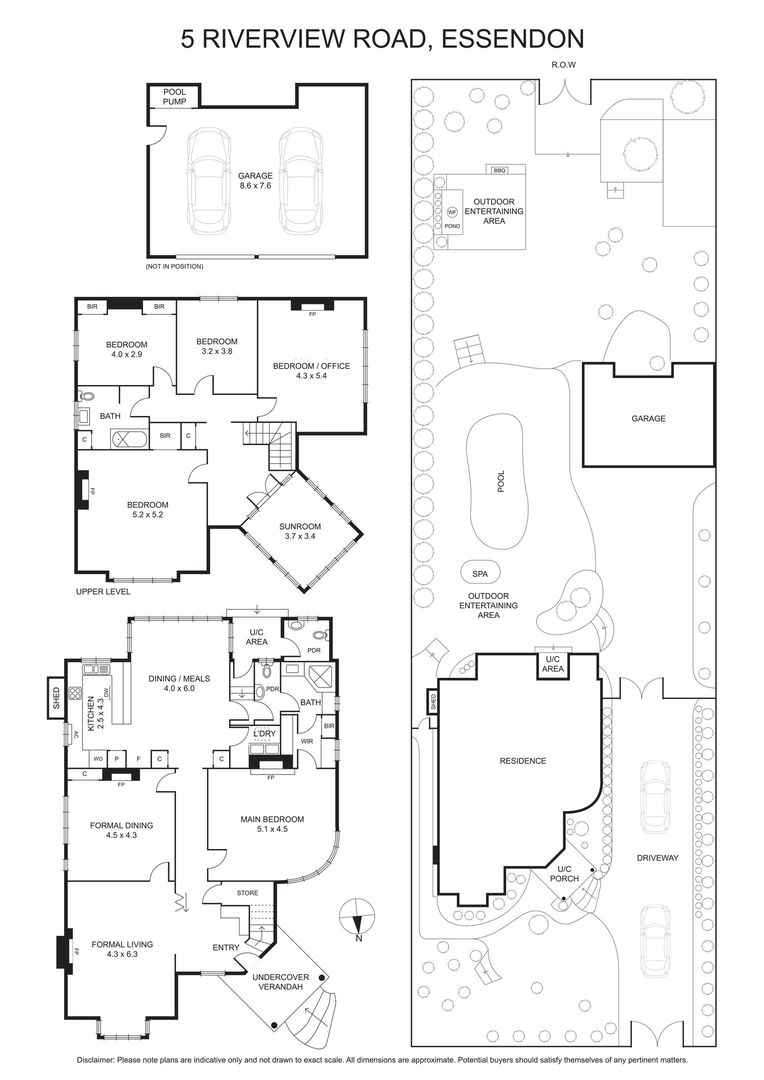 5 RIVERVIEW ROAD, ESSENDON
POOL
PUMP
GARAGE
8.6 x 7.6
(NOT IN POSITION)
BIR
BIR
BEDROOM
4.0 x 2.9
BEDROOM
3.2 x 3.8
FP
BEDROOM / OFFICE
4.3 x 5.4
BATH
C
BIR
C
FP
BEDROOM
5.2 x 5.2
SUNROOM
3.7 x 3.4
UPPER LEVEL
U/C
AREA
PDR
SHED
KITCHEN
2.5 x 4.3
DW
DINING / MEALS
4.0 x 6.0
PDR
BATH
AC
L'DRY
BIR
WIR
WO
P
F
C
C
C
FP
FP
FORMAL DINING
4.5 x 4.3
MAIN BEDROOM
5.1 x 4.5
STORE
FP
FORMAL LIVING
4.3 x 6.3
ENTRY
UNDERCOVER
VERANDAH
N
R.O.W
BBQ
WF
POND
OUTDOOR
ENTERTAINING
AREA
GARAGE
POOL
SPA
OUTDOOR
ENTERTAINING
AREA
U/C
AREA
SHED
RESIDENCE
DRIVEWAY
U/C
PORCH
Disclaimer: Please note plans are indicative only and not drawn to exact scale. All dimensions are approximate. Potential buyers should satisfy themselves of any pertinent matters.